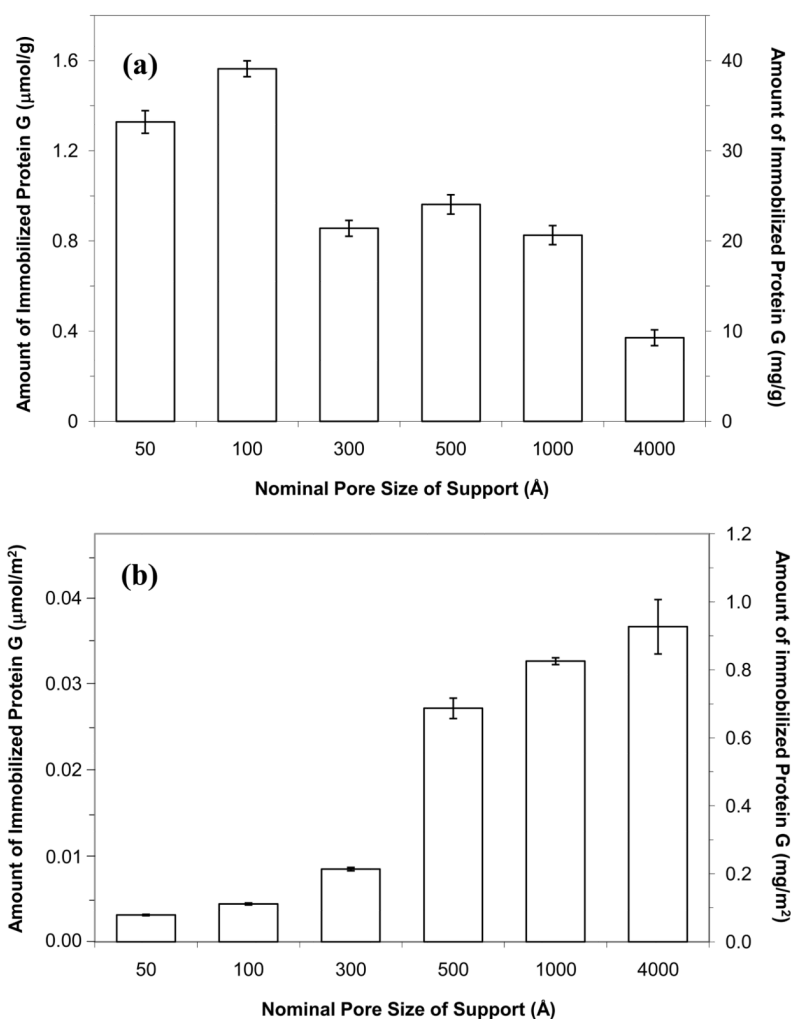 (a)
Amount of Immobilized Protein G (μmol/g)
1.6
1.2
0.8
0.4
0
Amount of Immobilized Protein G (mg/g)
40
30
20
10
0
50 100 300 500 1000 4000
Nominal Pore Size of Support (Å)
(b)
Amount of Immobilized Protein G (μmol/m²)
0.04
0.03
0.02
0.01
0.00
Amount of immobilized Protein G (mg/m²)
1.2
1.0
0.8
0.6
0.4
0.2
0.0
50 100 300 500 1000 4000
Nominal Pore Size of Support (Å)